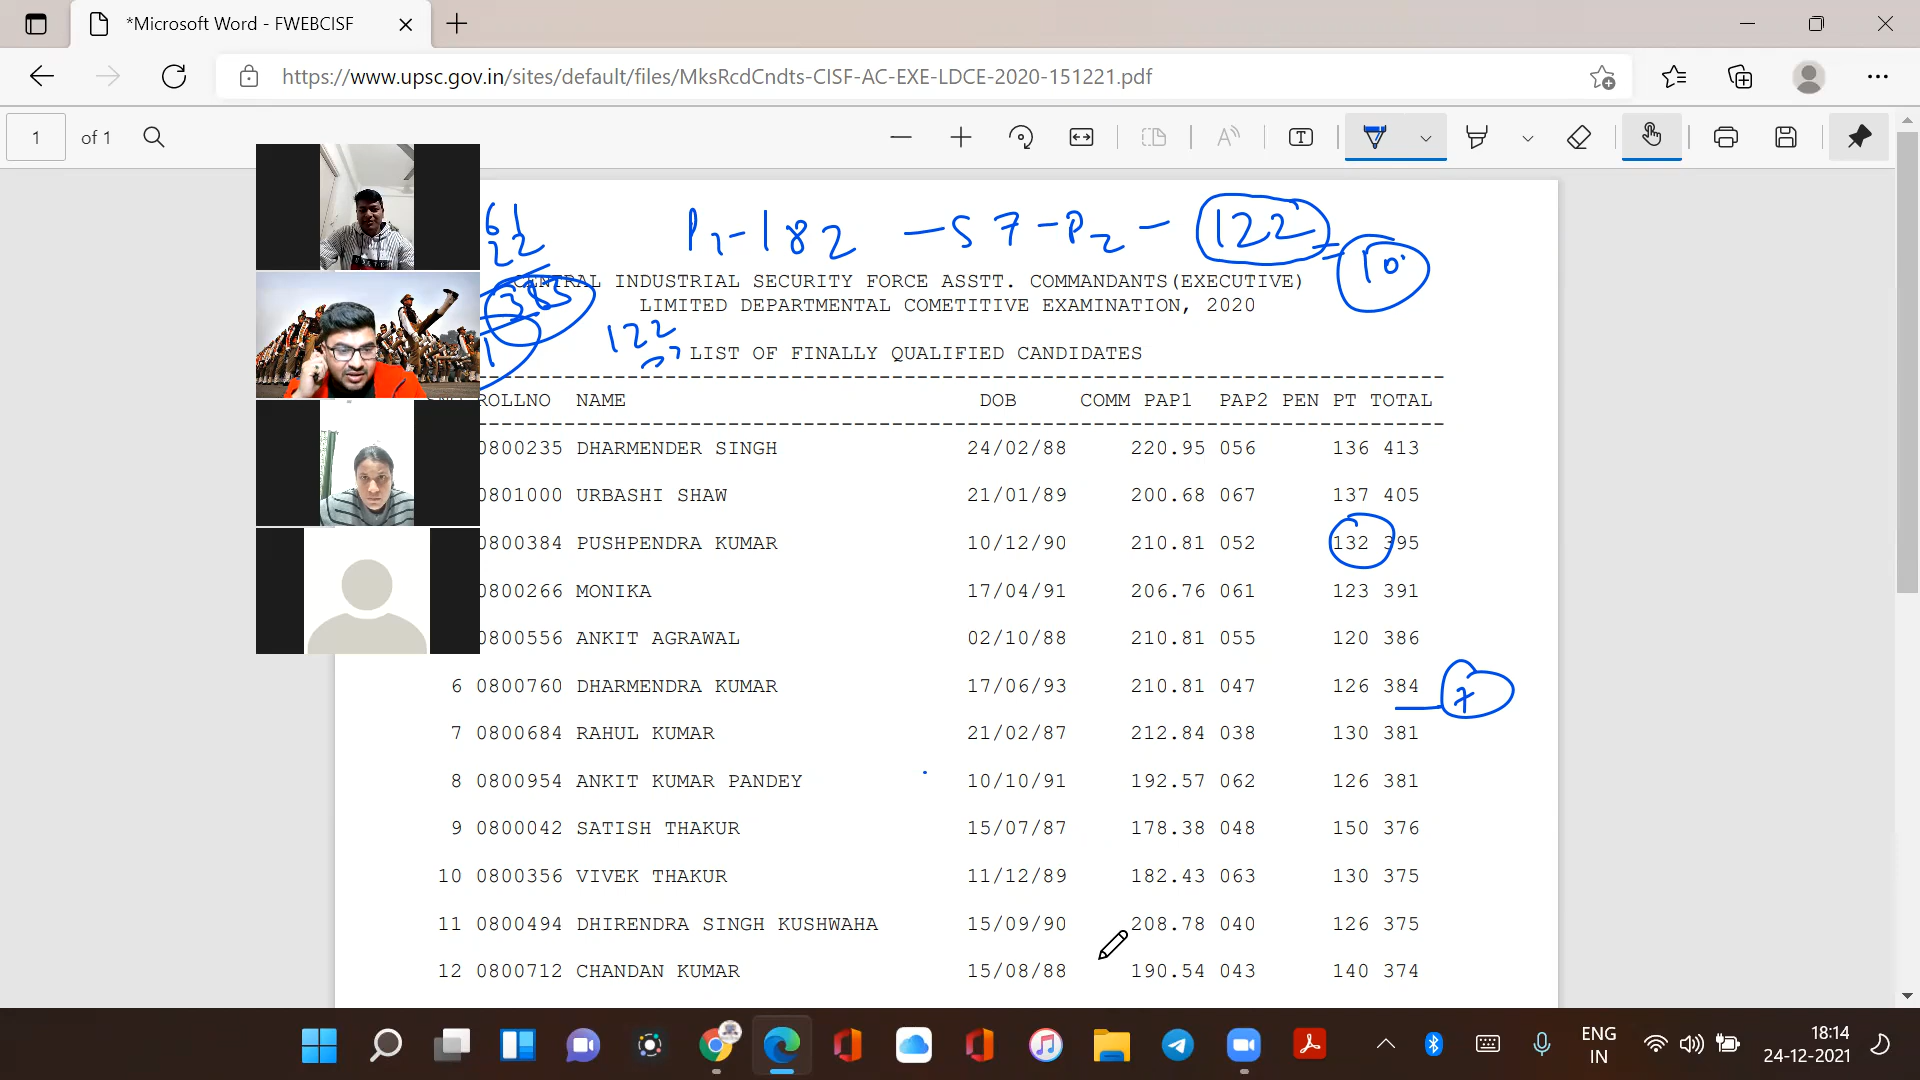 *Microsoft Word - FWEBCISF
https://www.upsc.gov.in/sites/default/files/MksRcdCndts-CISF-AC-EXE-LDCE-2020-151221.pdf
1 of 1
61 P1-182 -57-P2- 122 = 10
22
CENTRAL INDUSTRIAL SECURITY FORCE ASSTT. COMMANDANTS(EXECUTIVE)
LIMITED DEPARTMENTAL COMETITIVE EXAMINATION, 2020
122
LIST OF FINALLY QUALIFIED CANDIDATES
ROLLNO NAME DOB COMM PAP1 PAP2 PEN PT TOTAL
0800235 DHARMENDER SINGH 24/02/88 220.95 056 136 413
0801000 URBASHI SHAW 21/01/89 200.68 067 137 405
0800384 PUSHPENDRA KUMAR 10/12/90 210.81 052 132 395
0800266 MONIKA 17/04/91 206.76 061 123 391
0800556 ANKIT AGRAWAL 02/10/88 210.81 055 120 386
6 0800760 DHARMENDRA KUMAR 17/06/93 210.81 047 126 384 7
7 0800684 RAHUL KUMAR 21/02/87 212.84 038 130 381
8 0800954 ANKIT KUMAR PANDEY 10/10/91 192.57 062 126 381
9 0800042 SATISH THAKUR 15/07/87 178.38 048 150 376
10 0800356 VIVEK THAKUR 11/12/89 182.43 063 130 375
11 0800494 DHIRENDRA SINGH KUSHWAHA 15/09/90 208.78 040 126 375
12 0800712 CHANDAN KUMAR 15/08/88 190.54 043 140 374
ENG
IN
18:14
24-12-2021